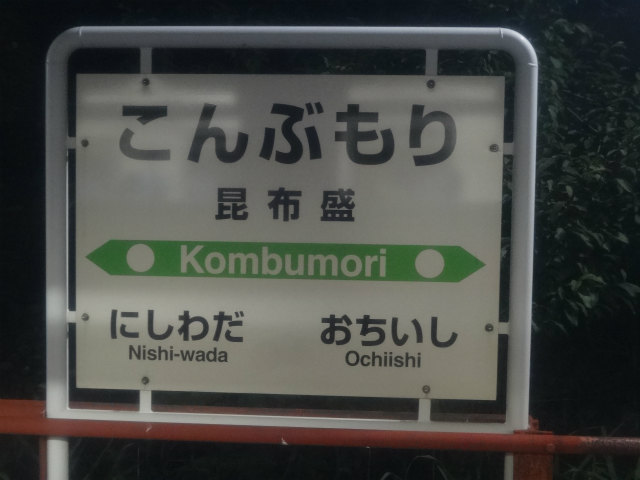 こんぶもり
昆布盛
Kombumori
にしわだ おちいし
Nishi-wada Ochiishi